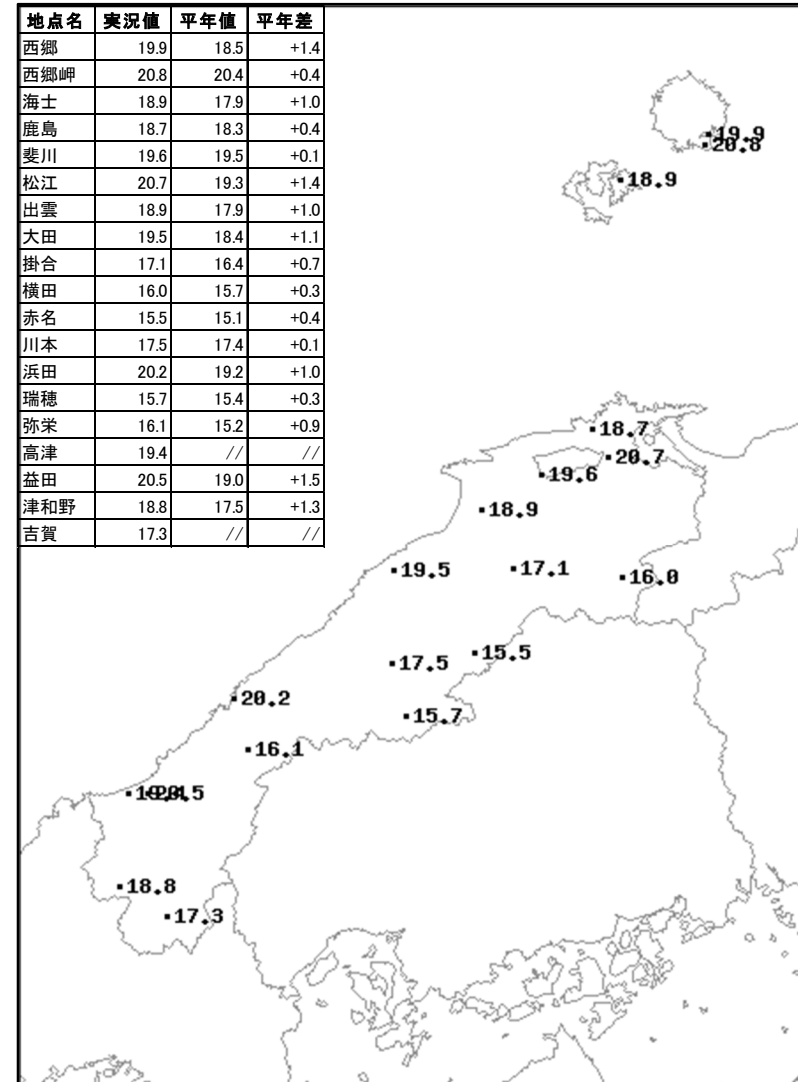 地点名 実況値 平年値 平年差
西郷 19.9 18.5 +1.4
西郷岬 20.8 20.4 +0.4
海士 18.9 17.9 +1.0
鹿島 18.7 18.3 +0.4
斐川 19.6 19.5 +0.1
松江 20.7 19.3 +1.4
出雲 18.9 17.9 +1.0
大田 19.5 18.4 +1.1
掛合 17.1 16.4 +0.7
横田 16.0 15.7 +0.3
赤名 15.5 15.1 +0.4
川本 17.5 17.4 +0.1
浜田 20.2 19.2 +1.0
瑞穂 15.7 15.4 +0.3
弥栄 16.1 15.2 +0.9
高津 19.4 // //
益田 20.5 19.0 +1.5
津和野 18.8 17.5 +1.3
吉賀 17.3 // //
19.9
20.8
18.9
18.7
20.7
19.6
18.9
19.5
17.1
16.0
15.5
17.5
15.7
20.2
16.1
18.8
17.3